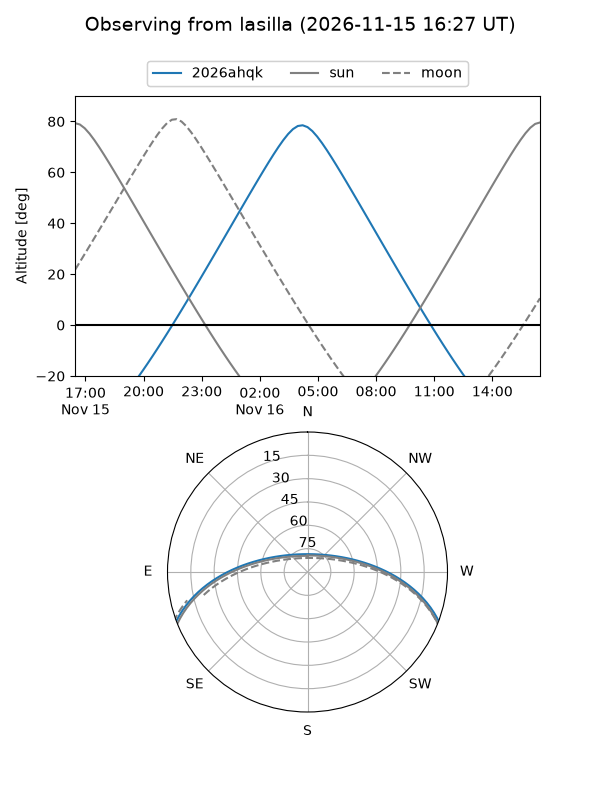 Observing from lasilla (2026-11-15 16:27 UT)
2026ahqk sun moon
80
60
40
20
0
−20
Altitude [deg]
17:00 20:00 23:00 02:00 05:00 08:00 11:00 14:00
Nov 15 Nov 16
N
NE NW
15
30
45
60
75
E W
SE SW
S